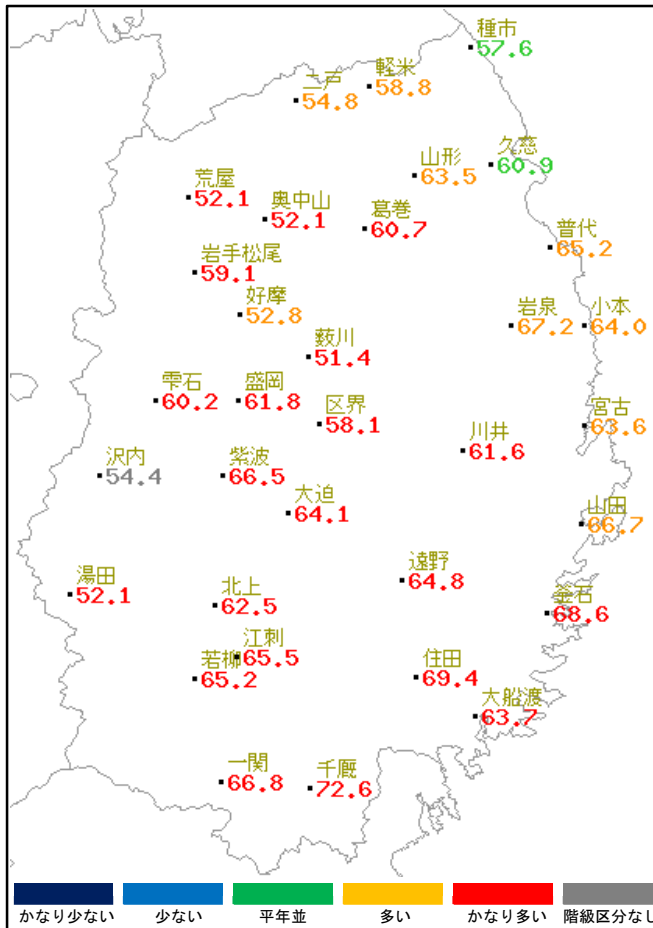 種市
57.6
軽米
58.8
二戸
54.8
久慈
60.9
山形
63.5
荒屋
52.1
奥中山
52.1
葛巻
60.7
普代
65.2
岩手松尾
59.1
好摩
52.8
岩泉
67.2
小本
64.0
薮川
51.4
雫石
60.2
盛岡
61.8
区界
58.1
宮古
63.6
川井
61.6
沢内
54.4
紫波
66.5
大迫
64.1
山田
66.7
遠野
64.8
湯田
52.1
北上
62.5
釜石
68.6
江刺
65.5
若柳
65.2
住田
69.4
大船渡
63.7
一関
66.8
千厩
72.6
かなり少ない
少ない
平年並
多い
かなり多い
階級区分なし